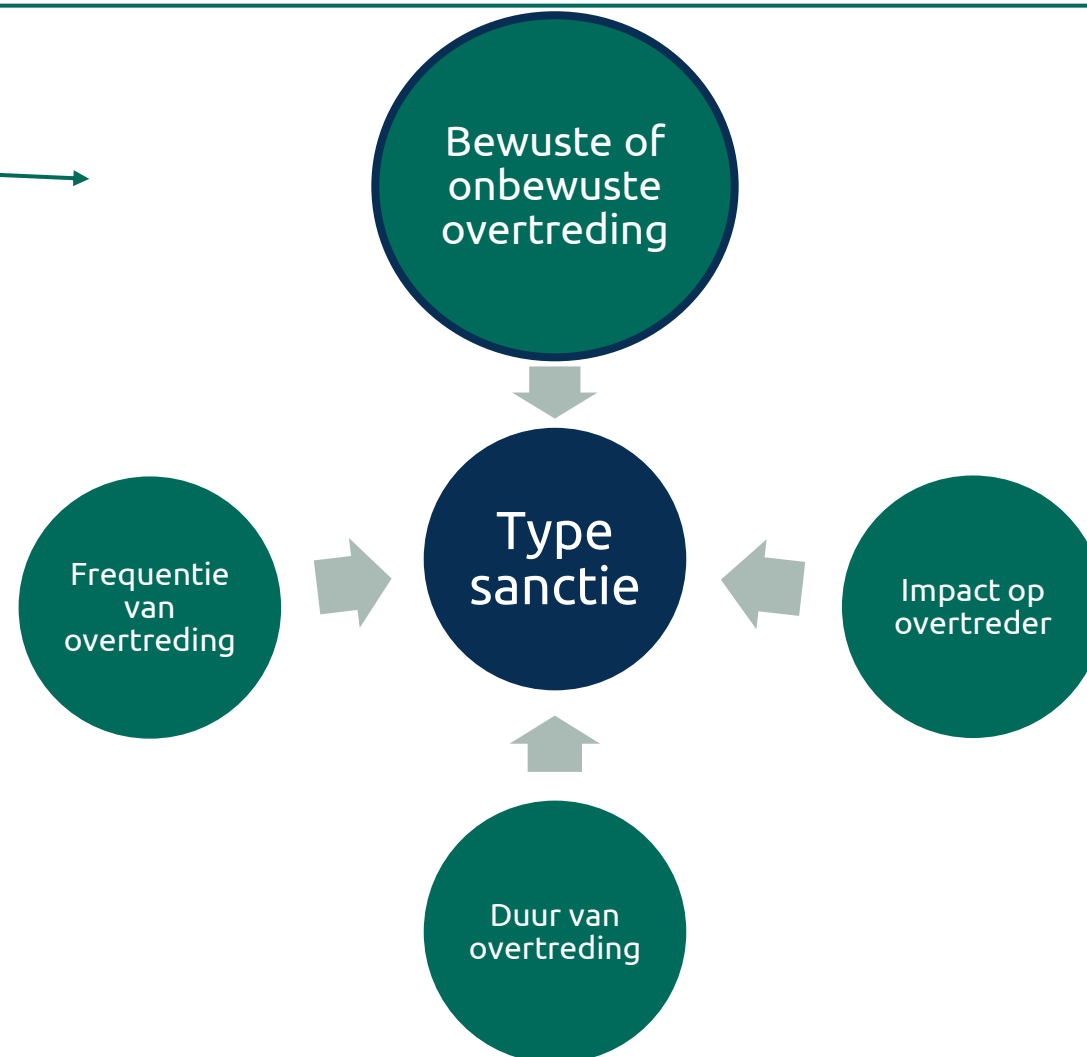 Bewuste of
onbewuste
overtreding
Type
sanctie
Frequentie
van
overtreding
Impact op
overtreder
Duur van
overtreding